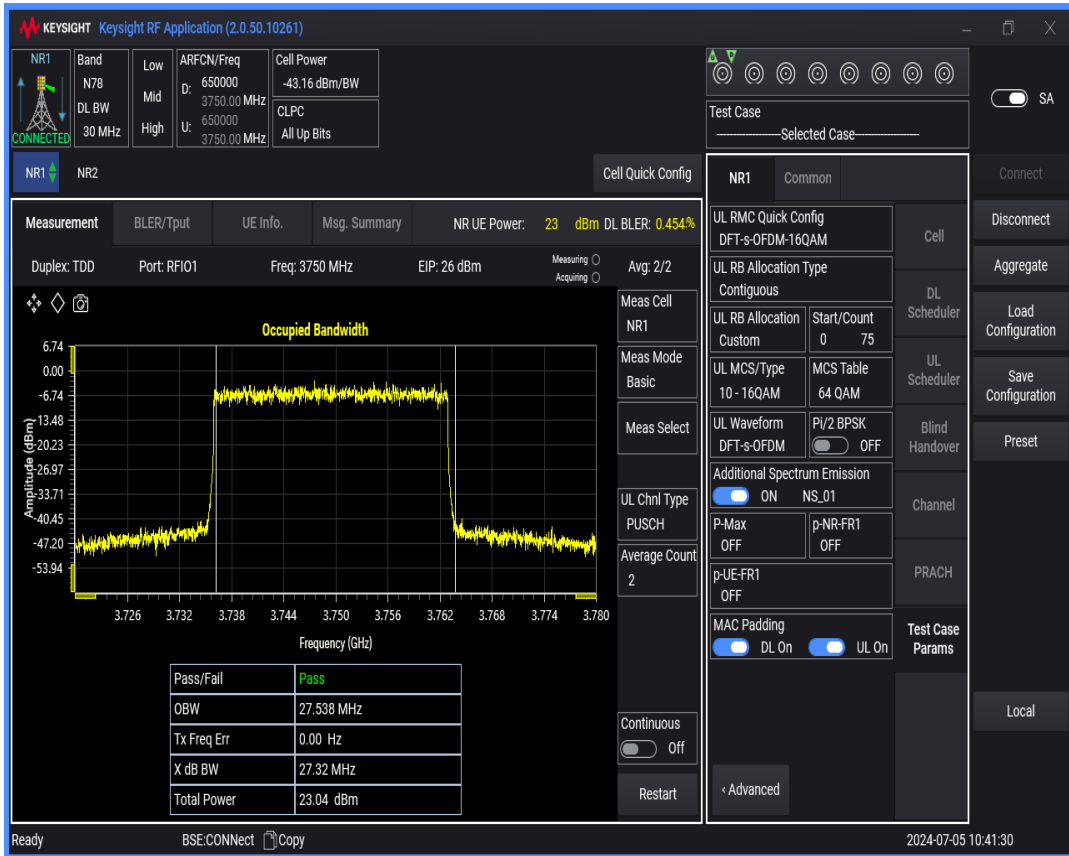 KEYSIGHT Keysight RF Application (2.0.50.10261)
NR1
CONNECTED
Band
N78
DL BW
30 MHz
Low
Mid
High
ARFCN/Freq
D: 650000
3750.00 MHz
U: 650000
3750.00 MHz
Cell Power
-43.16 dBm/BW
CLPC
All Up Bits
Test Case
--------------------Selected Case--------------------
SA
NR1
NR2
Cell Quick Config
Measurement
BLER/Tput
UE Info.
Msg. Summary
NR UE Power: 23 dBm DL BLER: 0.454%
Duplex: TDD
Port: RFIO1
Freq: 3750 MHz
EIP: 26 dBm
Measuring
Acquiring
Avg: 2/2
Occupied Bandwidth
Amplitude (dBm)
6.74
0.00
-6.74
-13.48
-20.23
-26.97
-33.71
-40.45
-47.20
-53.94
3.726 3.732 3.738 3.744 3.750 3.756 3.762 3.768 3.774 3.780
Frequency (GHz)
Pass/Fail Pass
OBW 27.538 MHz
Tx Freq Err 0.00 Hz
X dB BW 27.32 MHz
Total Power 23.04 dBm
Meas Cell
NR1
Meas Mode
Basic
Meas Select
UL Chnl Type
PUSCH
Average Count
2
Continuous
Off
Restart
NR1
Common
UL RMC Quick Config
DFT-s-OFDM-16QAM
UL RB Allocation Type
Contiguous
UL RB Allocation
Custom
Start/Count
0 75
UL MCS/Type
10 - 16QAM
MCS Table
64 QAM
UL Waveform
DFT-s-OFDM
Pi/2 BPSK
OFF
Additional Spectrum Emission
ON NS_01
P-Max
OFF
p-NR-FR1
OFF
p-UE-FR1
OFF
MAC Padding
DL On UL On
‹ Advanced
Cell
DL
Scheduler
UL
Scheduler
Blind
Handover
Channel
PRACH
Test Case
Params
Connect
Disconnect
Aggregate
Load
Configuration
Save
Configuration
Preset
Local
Ready
BSE:CONNect
Copy
2024-07-05 10:41:30